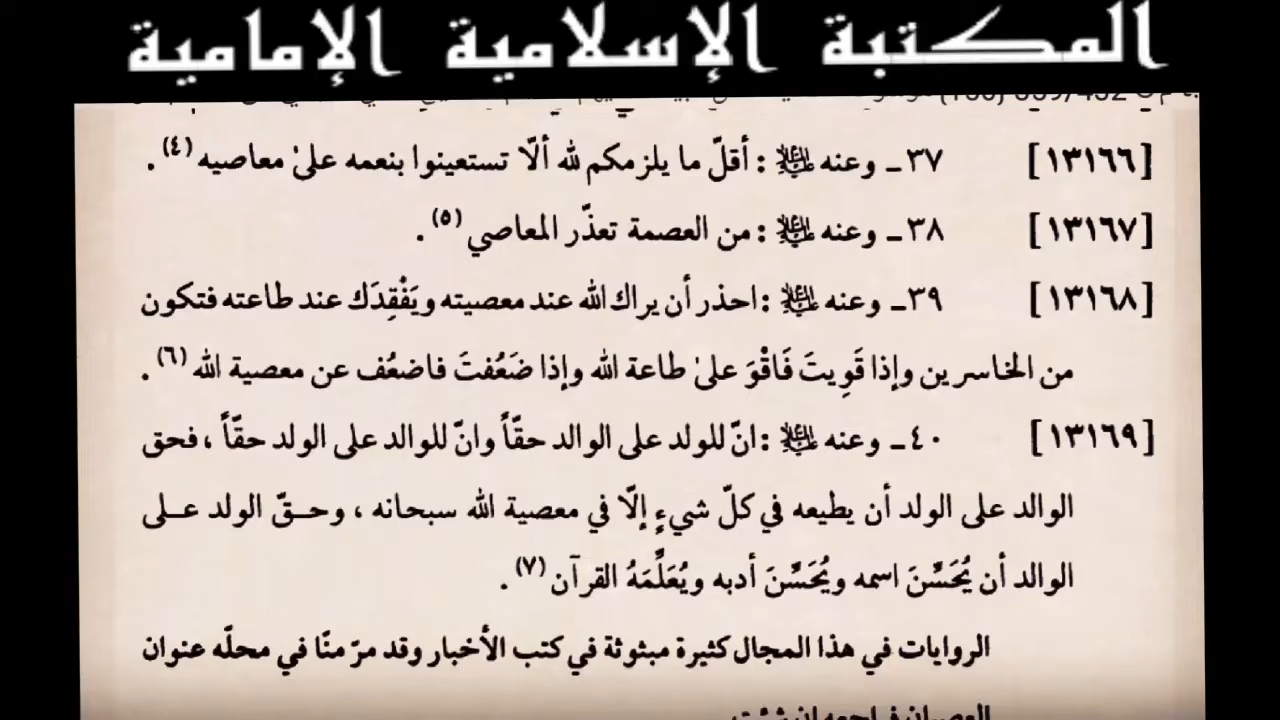 المكتبة الإسلامية الإمامية
[١٣١٦٦] ٣٧ ـ وعنه عليه السلام : أقلّ ما يلزمكم لله ألّا تستعينوا بنعمه علىٰ معاصيه (٤) .
[١٣١٦٧] ٣٨ ـ وعنه عليه السلام : من العصمة تعذّر المعاصي (٥) .
[١٣١٦٨] ٣٩ ـ وعنه عليه السلام : احذر أن يراك الله عند معصيته ويَفْقِدَك عند طاعته فتكون
من الخاسرين وإذا قَوِيتَ فَاقْوَ علىٰ طاعة الله وإذا ضَعُفتَ فاضعُف عن معصية الله (٦) .
[١٣١٦٩] ٤٠ ـ وعنه عليه السلام : انّ للولد على الوالد حقّاً وانّ للوالد على الولد حقّاً ، فحق
الوالد على الولد أن يطيعه في كلّ شيءٍ إلّا في معصية الله سبحانه ، وحـقّ الولد عـلى
الوالد أن يُحَسِّنَ اسمه ويُحَسِّنَ أدبه ويُعَلِّمَهُ القرآن (٧) .
الروايات في هذا المجال كثيرة مبثوثة في كتب الأخبار وقد مرّ منّا في محلّه عنوان